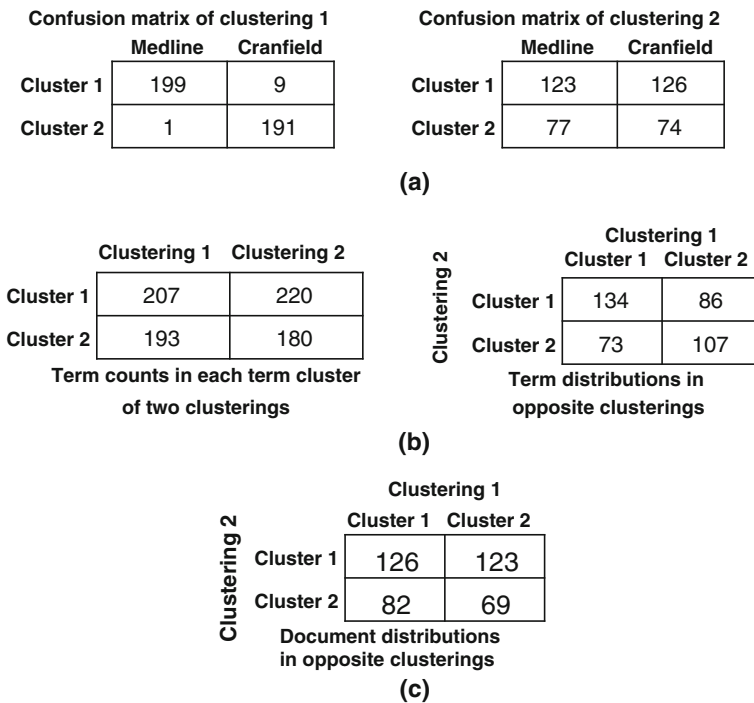 Confusion matrix of clustering 1
Medline Cranfield
Cluster 1 199 9
Cluster 2 1 191
Confusion matrix of clustering 2
Medline Cranfield
Cluster 1 123 126
Cluster 2 77 74
(a)
Clustering 1 Clustering 2
Cluster 1 207 220
Cluster 2 193 180
Term counts in each term cluster
of two clusterings
Clustering 1
Cluster 1 Cluster 2
Clustering 2
Cluster 1 134 86
Cluster 2 73 107
Term distributions in
opposite clusterings
(b)
Clustering 1
Cluster 1 Cluster 2
Clustering 2
Cluster 1 126 123
Cluster 2 82 69
Document distributions
in opposite clusterings
(c)